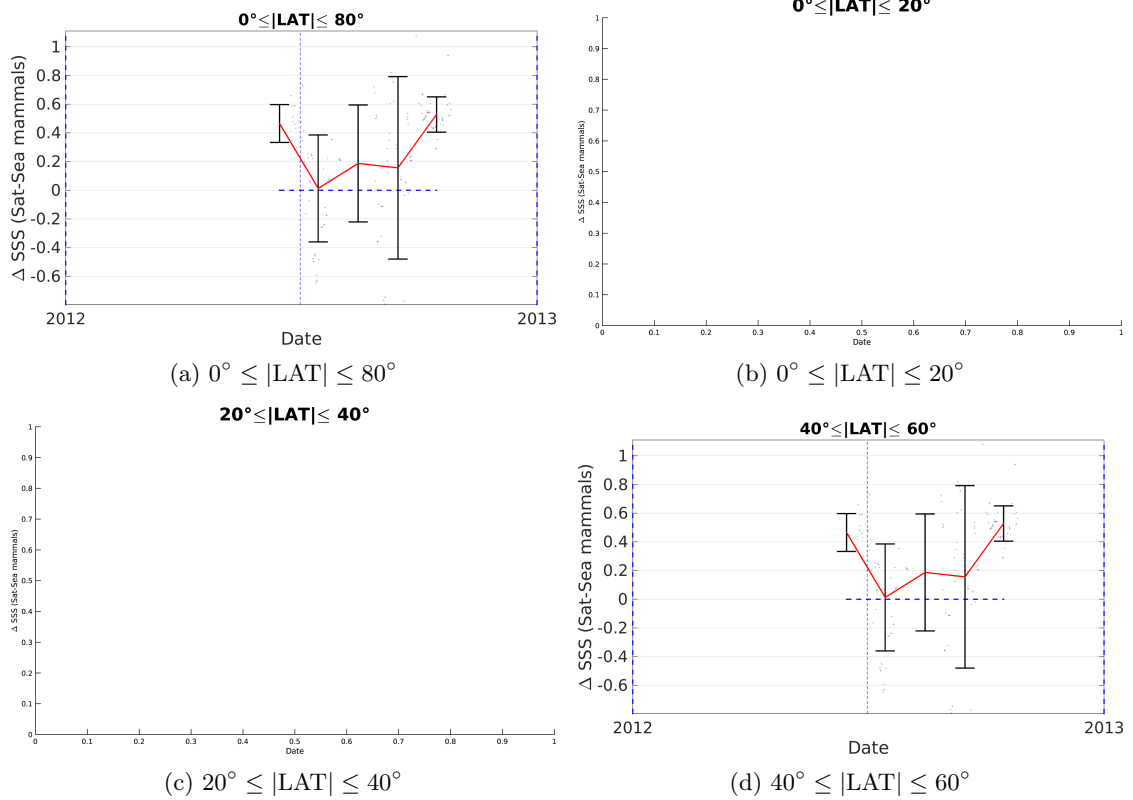 0°≤|LAT|≤ 80°
Δ SSS (Sat-Sea mammals)
1
0.8
0.6
0.4
0.2
0
-0.2
-0.4
-0.6
2012
2013
Date
(a) 0° ≤ |LAT| ≤ 80°
0°≤|LAT|≤ 20°
Δ SSS (Sat-Sea mammals)
1
0.9
0.8
0.7
0.6
0.5
0.4
0.3
0.2
0.1
0
0 0.1 0.2 0.3 0.4 0.5 0.6 0.7 0.8 0.9 1
Date
(b) 0° ≤ |LAT| ≤ 20°
20°≤|LAT|≤ 40°
Δ SSS (Sat-Sea mammals)
1
0.9
0.8
0.7
0.6
0.5
0.4
0.3
0.2
0.1
0
0 0.1 0.2 0.3 0.4 0.5 0.6 0.7 0.8 0.9 1
Date
(c) 20° ≤ |LAT| ≤ 40°
40°≤|LAT|≤ 60°
Δ SSS (Sat-Sea mammals)
1
0.8
0.6
0.4
0.2
0
-0.2
-0.4
-0.6
2012
2013
Date
(d) 40° ≤ |LAT| ≤ 60°